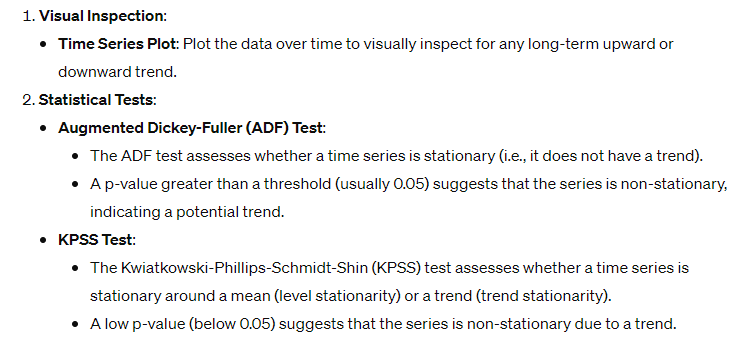 1. Visual Inspection:
• Time Series Plot: Plot the data over time to visually inspect for any long-term upward or
downward trend.
2. Statistical Tests:
• Augmented Dickey-Fuller (ADF) Test:
• The ADF test assesses whether a time series is stationary (i.e., it does not have a trend).
• A p-value greater than a threshold (usually 0.05) suggests that the series is non-stationary,
indicating a potential trend.
• KPSS Test:
• The Kwiatkowski-Phillips-Schmidt-Shin (KPSS) test assesses whether a time series is
stationary around a mean (level stationarity) or a trend (trend stationarity).
• A low p-value (below 0.05) suggests that the series is non-stationary due to a trend.